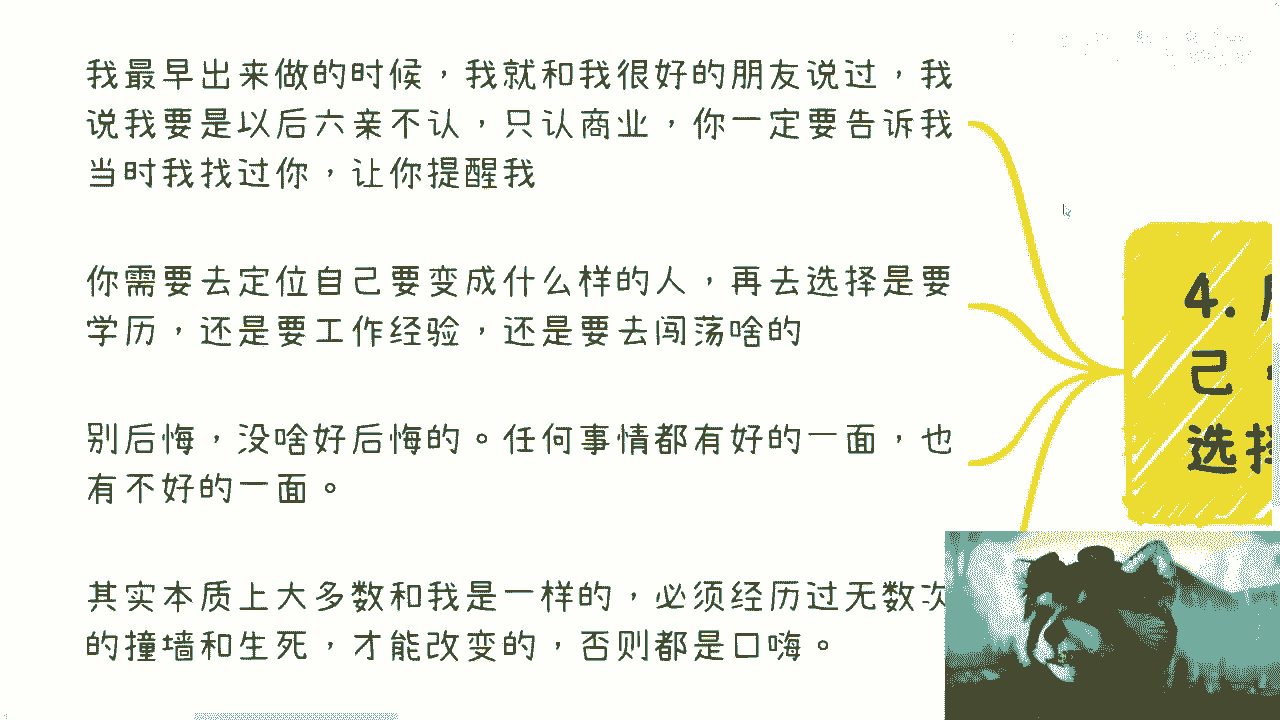 我最早出来做的时候，我就和我很好的朋友说过，我
说我要是以后六亲不认，只认商业，你一定要告诉我
当时我找过你，让你提醒我
你需要去定位自己要变成什么样的人，再去选择是要
学历，还是要工作经验，还是要去闯荡啥的
别后悔，没啥好后悔的。任何事情都有好的一面，也
有不好的一面。
其实本质上大多数和我是一样的，必须经历过无数次
的撞墙和生死，才能改变的，否则都是口嗨。
4.
己
选择